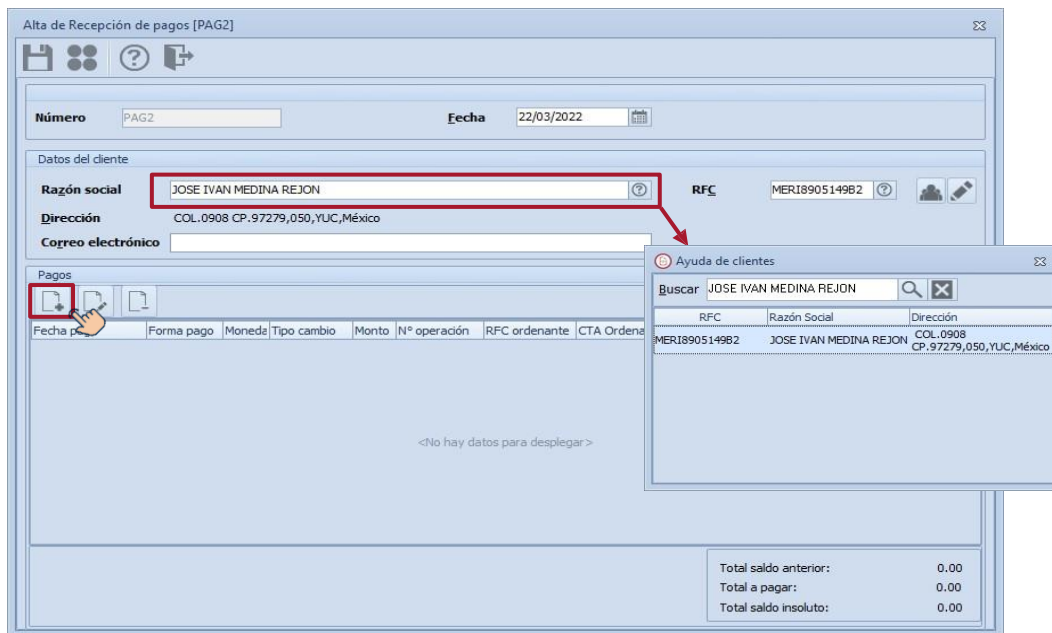 Alta de Recepción de pagos [PAG2]
Número PAG2 Fecha 22/03/2022
Datos del cliente
Razón social JOSE IVAN MEDINA REJON RFC MERI8905149B2
Dirección COL.0908 CP.97279,050,YUC,México
Correo electrónico
Pagos
Fecha Forma pago Moneda Tipo cambio Monto Nº operación RFC ordenante CTA Ordena
<No hay datos para desplegar>
Total saldo anterior: 0.00
Total a pagar: 0.00
Total saldo insoluto: 0.00
Ayuda de clientes
Buscar JOSE IVAN MEDINA REJON
RFC Razón Social Dirección
MERI8905149B2 JOSE IVAN MEDINA REJON COL.0908
CP.97279,050,YUC,México